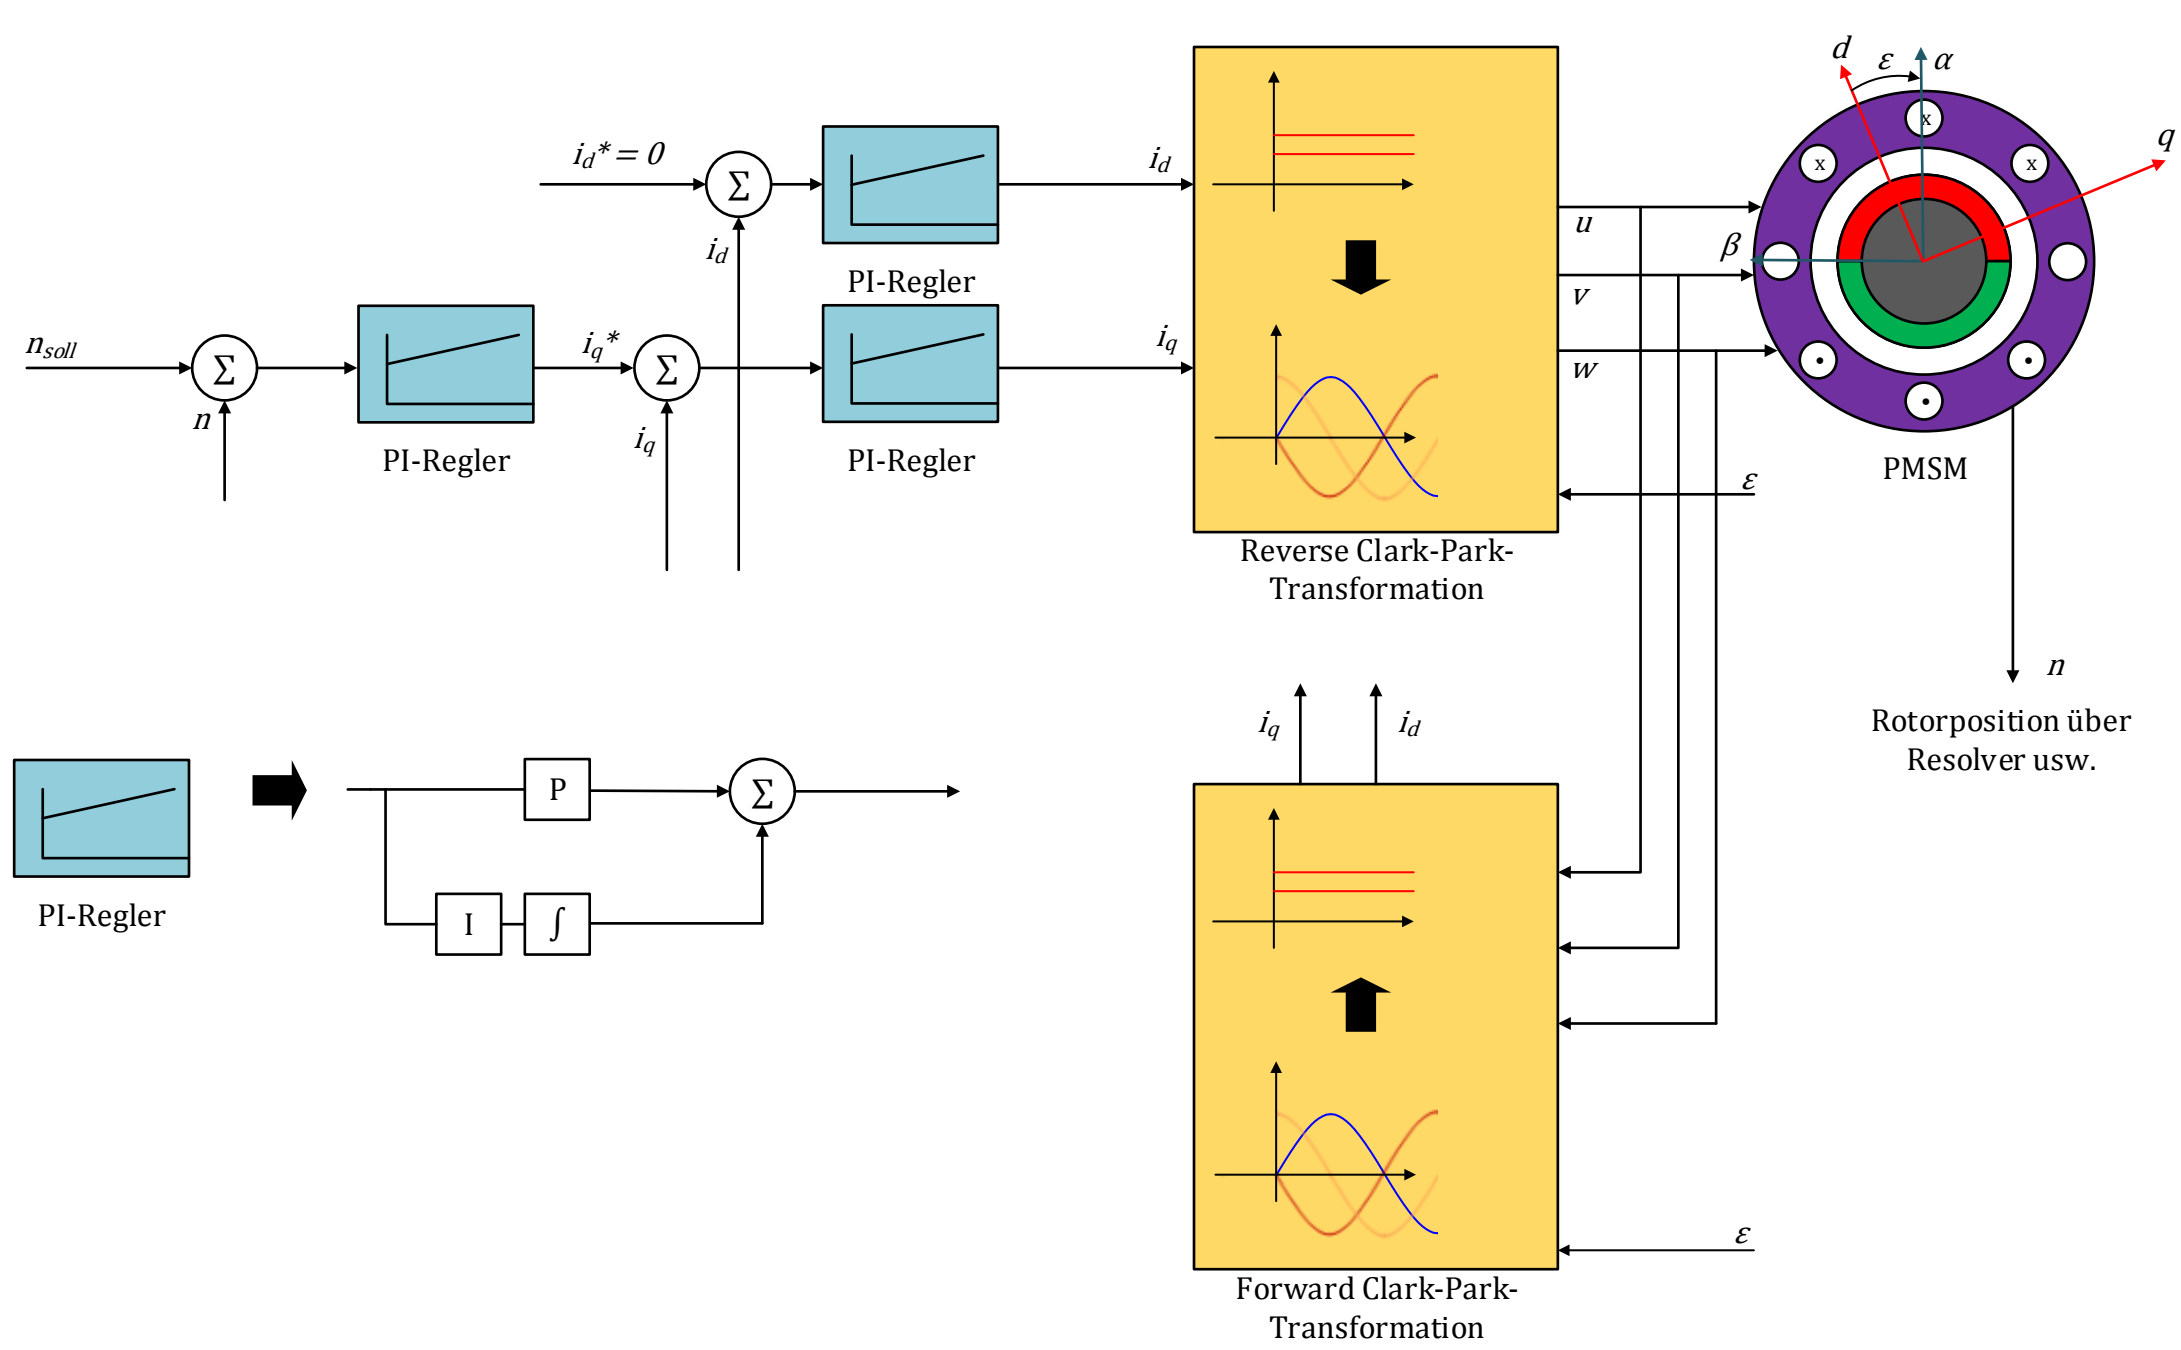 d
ε
α
q
x
x
x
β
i_d* = 0
Σ
i_d
PI-Regler
i_d
u
v
w
n_soll
Σ
n
PI-Regler
i_q*
Σ
i_q
PI-Regler
i_q
ε
PMSM
Reverse Clark-Park-
Transformation
n
Rotorposition über
Resolver usw.
i_q
i_d
PI-Regler
P
Σ
I
∫
ε
Forward Clark-Park-
Transformation